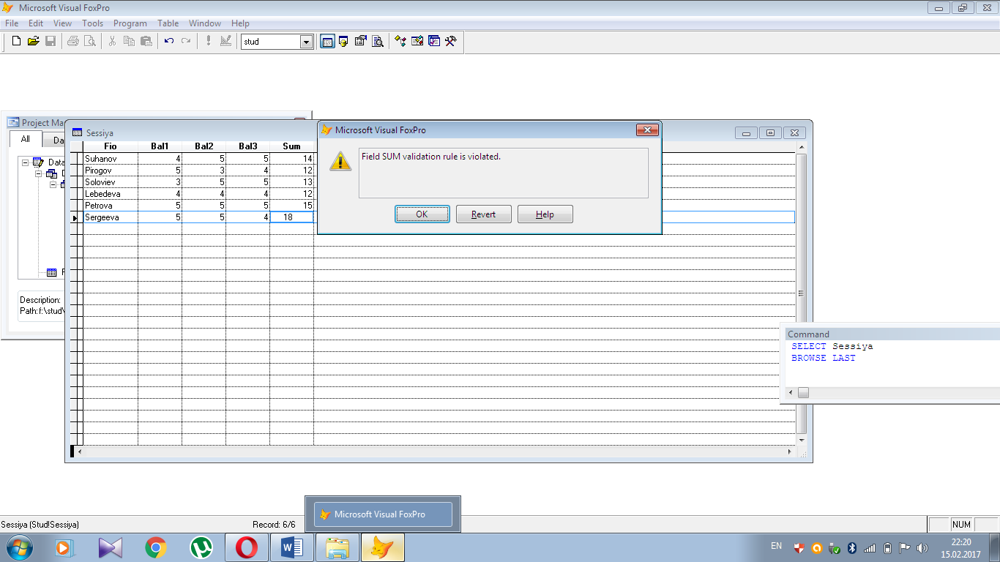 Microsoft Visual FoxPro
File Edit View Tools Program Table Window Help
stud
Project Ma
All Da
Data
Description:
Path: f:\stud\
Sessiya
Fio Bal1 Bal2 Bal3 Sum
Suhanov 4 5 5 14
Pirogov 5 3 4 12
Soloviev 3 5 5 13
Lebedeva 4 4 4 12
Petrova 5 5 5 15
Sergeeva 5 5 4 18
Microsoft Visual FoxPro
Field SUM validation rule is violated.
OK Revert Help
Command
SELECT Sessiya
BROWSE LAST
Microsoft Visual FoxPro
Sessiya (Stud!Sessiya) Record: 6/6 NUM
EN 22:20
15.02.2017